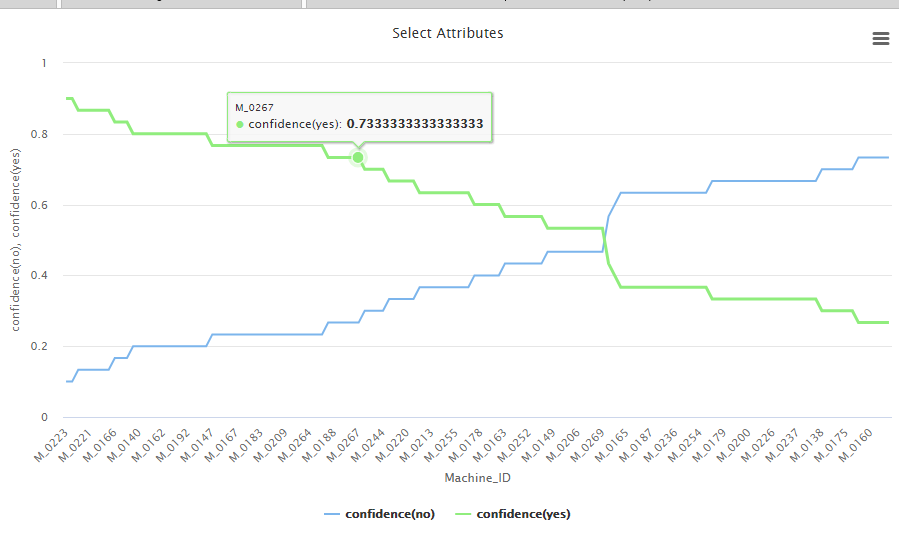 Select Attributes
1
M_0267
confidence(yes): 0.7333333333333333
0.8
0.6
0.4
0.2
0
confidence(no), confidence(yes)
M_0223 M_0221 M_0166 M_0140 M_0162 M_0192 M_0147 M_0167 M_0183 M_0209 M_0264 M_0188 M_0267 M_0244 M_0220 M_0213 M_0255 M_0178 M_0252 M_0149 M_0206 M_0269 M_0165 M_0187 M_0236 M_0254 M_0179 M_0200 M_0226 M_0237 M_0138 M_0175 M_0160
Machine_ID
confidence(no) confidence(yes)